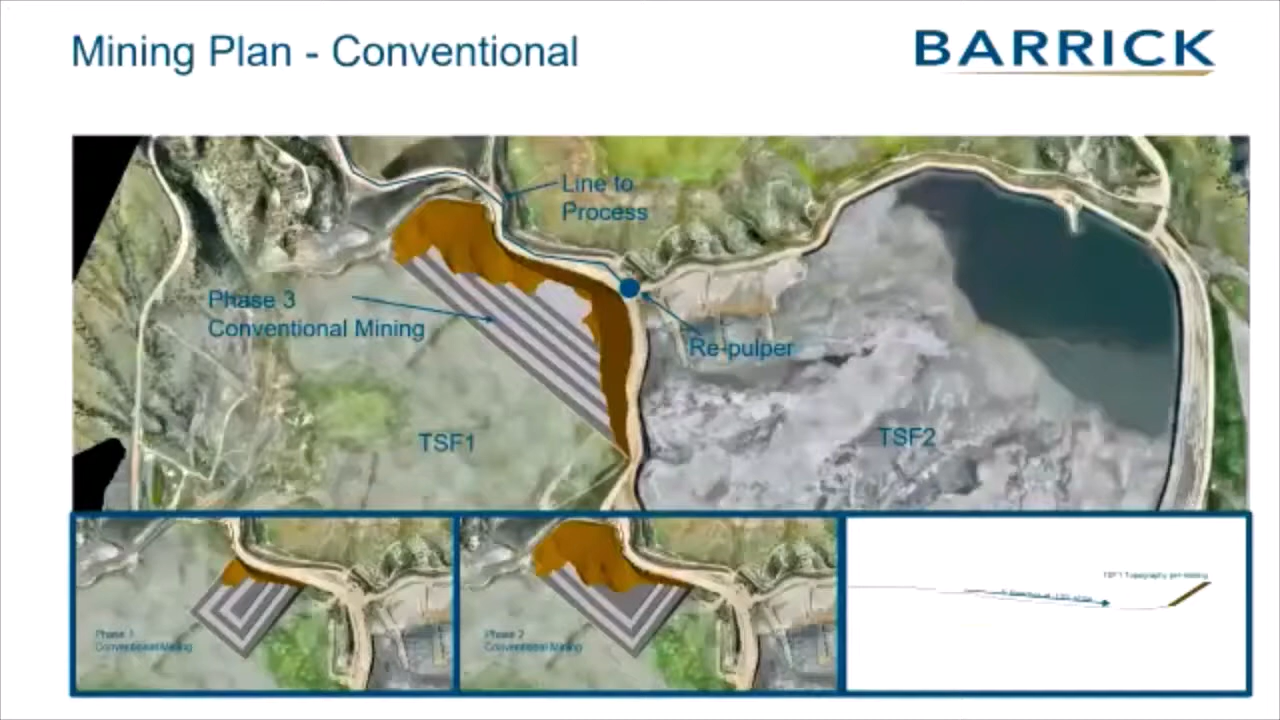 Mining Plan - Conventional
BARRICK
Line to
Process
Phase 3
Conventional Mining
Re-pulper
TSF1
TSF2
Phase 1
Conventional Mining
Phase 2
Conventional Mining
TSF1 Topography pre-mining